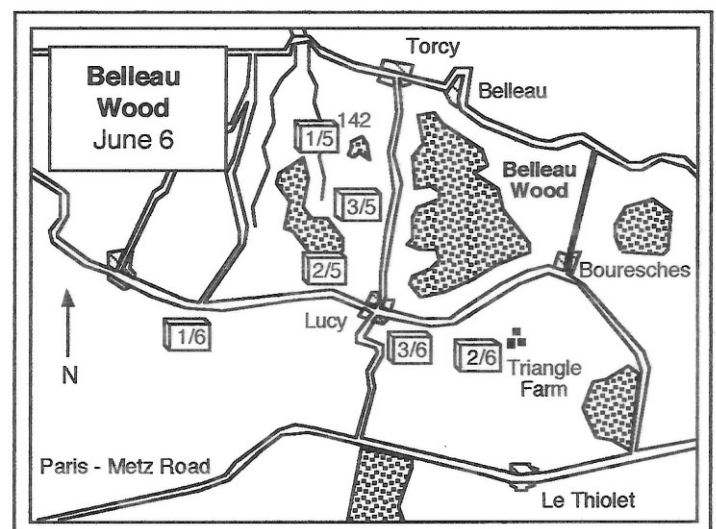 Belleau
Wood
June 6
Torcy
Belleau
142
1/5
Belleau
Wood
3/5
2/5
Bouresches
Lucy
1/6
3/6
2/6
Triangle
Farm
N
Paris - Metz Road
Le Thiolet